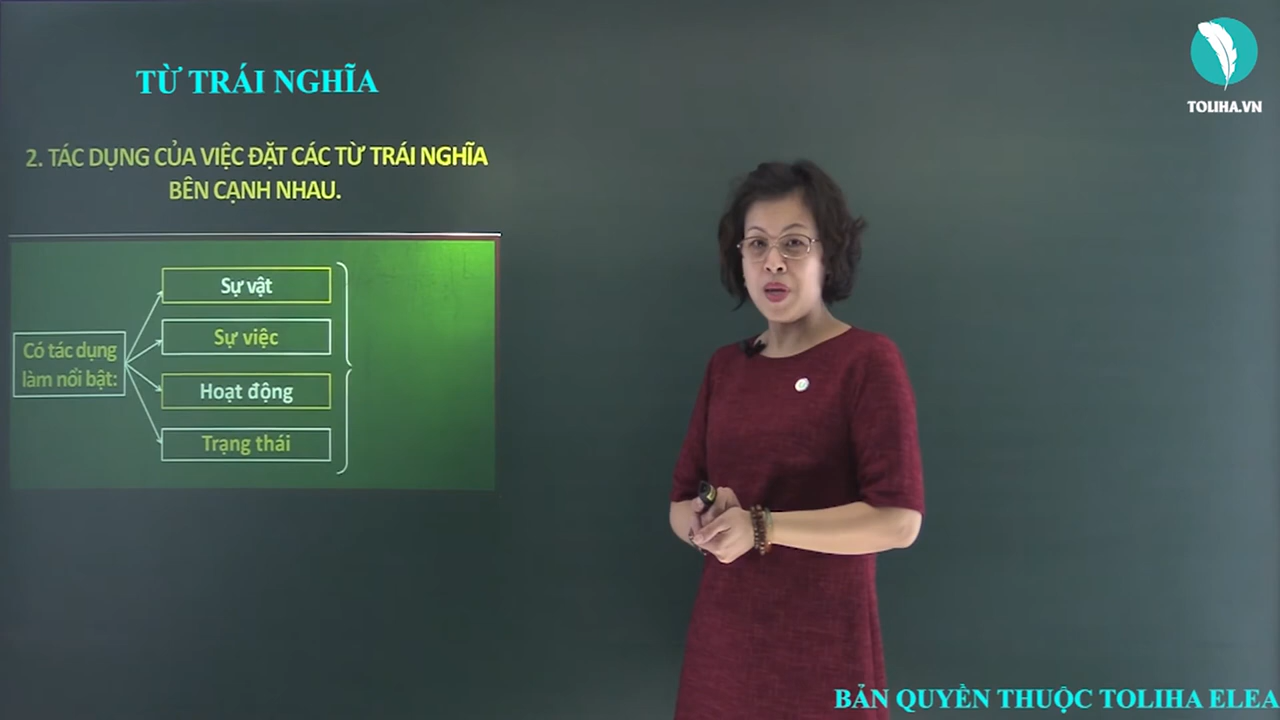 TỪ TRÁI NGHĨA
TOLIHA.VN
2. TÁC DỤNG CỦA VIỆC ĐẶT CÁC TỪ TRÁI NGHĨA
BÊN CẠNH NHAU.
Có tác dụng
làm nổi bật:
Sự vật
Sự việc
Hoạt động
Trạng thái
BẢN QUYỀN THUỘC TOLIHA ELEA